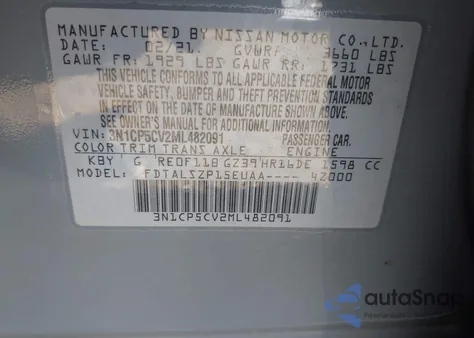 MANUFACTURED BY NISSAN MOTOR CO., LTD.
DATE: 02/21. GVWR: 3660 LBS
GAWR FR: 1929 LBS GAWR RR: 1731 LBS
THIS VEHICLE CONFORMS TO ALL APPLICABLE FEDERAL MOTOR
VEHICLE SAFETY, BUMPER, AND THEFT PREVENTION STANDARDS
IN EFFECT ON THE DATE OF MANUFACTURE SHOWN ABOVE.
SEE OWNER'S MANUAL AND LABEL FOR ADDITIONAL
VIN: 3N1CP5CV2ML482091 PASSENGER CAR.
COLOR TRIM TRANS AXLE ENGINE
KBY G RE0F11B GZ39 HR16DE 1598 CC
MODEL: FDTALSZP15EUAA---- 42000
3N1CP5CV2ML482091
autoSnap